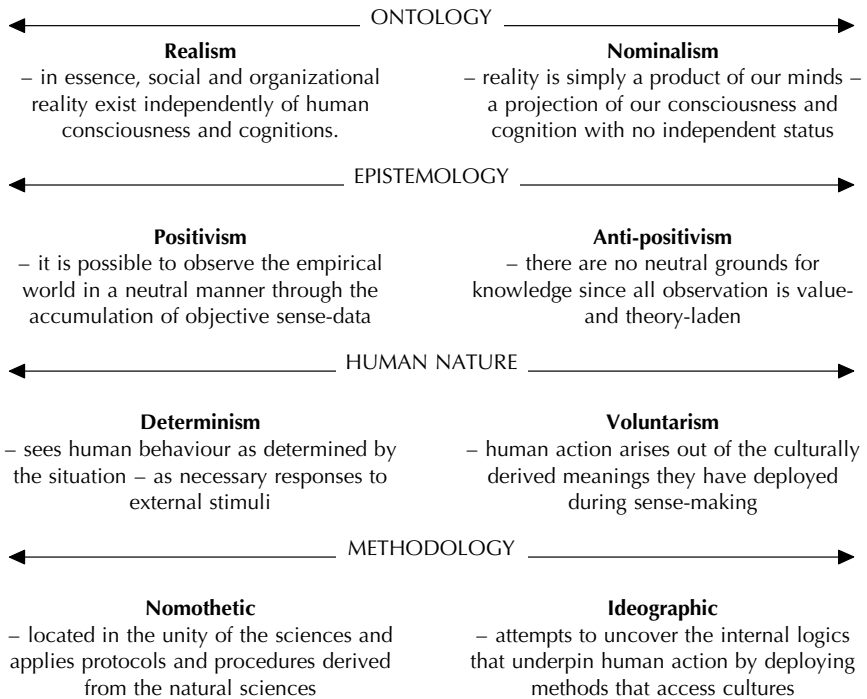 ONTOLOGY
Realism
– in essence, social and organizational
reality exist independently of human
consciousness and cognitions.
Nominalism
– reality is simply a product of our minds –
a projection of our consciousness and
cognition with no independent status
EPISTEMOLOGY
Positivism
– it is possible to observe the empirical
world in a neutral manner through the
accumulation of objective sense-data
Anti-positivism
– there are no neutral grounds for
knowledge since all observation is value-
and theory-laden
HUMAN NATURE
Determinism
– sees human behaviour as determined by
the situation – as necessary responses to
external stimuli
Voluntarism
– human action arises out of the culturally
derived meanings they have deployed
during sense-making
METHODOLOGY
Nomothetic
– located in the unity of the sciences and
applies protocols and procedures derived
from the natural sciences
Ideographic
– attempts to uncover the internal logics
that underpin human action by deploying
methods that access cultures